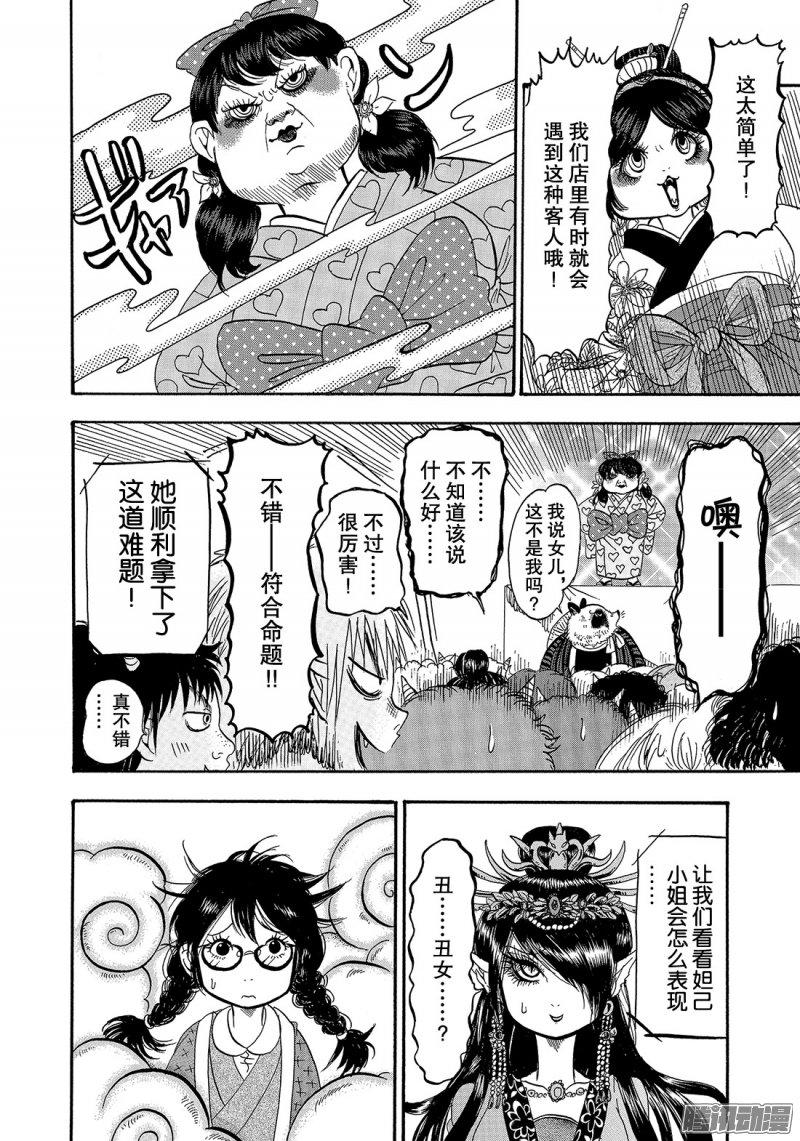 这太简单了！
我们店里有时就会
遇到这种客人哦！
ギャァン
噢——
我说女儿，
这不是我吗？
不……
不知道该说
什么好……
不过……
很厉害！
不错——符合命题!!
她顺利拿下了
这道难题！
真不错
……
让我们看看妲己
小姐会怎么表现
丑……丑女……？
腾讯动漫